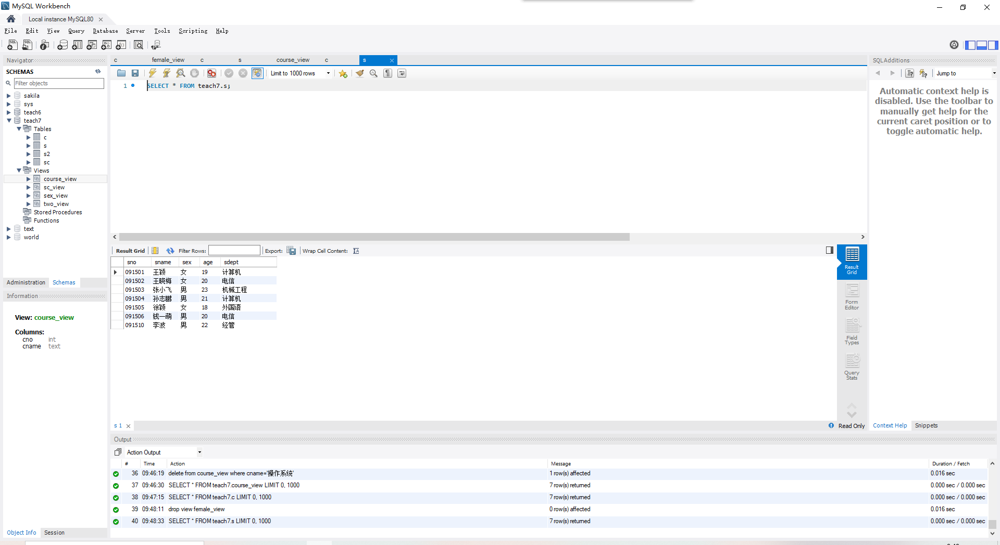 MySQL Workbench
Local instance MySQL80
File Edit View Query Database Server Tools Scripting Help
Navigator
SCHEMAS
Filter objects
sakila
sys
teach6
teach7
Tables
c
s
s2
sc
Views
course_view
sc_view
sex_view
two_view
Stored Procedures
Functions
text
world
Administration Schemas
Information
View: course_view
Columns:
cno int
cname text
Object Info Session
c female_view c s course_view c s
Limit to 1000 rows
1 SELECT * FROM teach7.s;
Result Grid Filter Rows: Export: Wrap Cell Content:
sno sname sex age sdept
091501 王颖 女 19 计算机
091502 王晓梅 女 20 电信
091503 张小飞 男 23 机械工程
091504 孙志鹏 男 21 计算机
091505 徐颖 女 18 外国语
091506 钱一萌 男 20 电信
091510 李波 男 22 经管
Result
Grid
Form
Editor
Field
Types
Query
Stats
s 1
Read Only
SQLAdditions
Jump to
Automatic context help is
disabled. Use the toolbar to
manually get help for the
current caret position or to
toggle automatic help.
Context Help Snippets
Output
Action Output
# Time Action Message Duration / Fetch
36 09:46:19 delete from course_view where cname='操作系统' 1 row(s) affected 0.016 sec
37 09:46:30 SELECT * FROM teach7.course_view LIMIT 0, 1000 7 row(s) returned 0.000 sec / 0.000 sec
38 09:47:15 SELECT * FROM teach7.c LIMIT 0, 1000 7 row(s) returned 0.000 sec / 0.000 sec
39 09:48:11 drop view female_view 0 row(s) affected 0.016 sec
40 09:48:33 SELECT * FROM teach7.s LIMIT 0, 1000 7 row(s) returned 0.000 sec / 0.000 sec